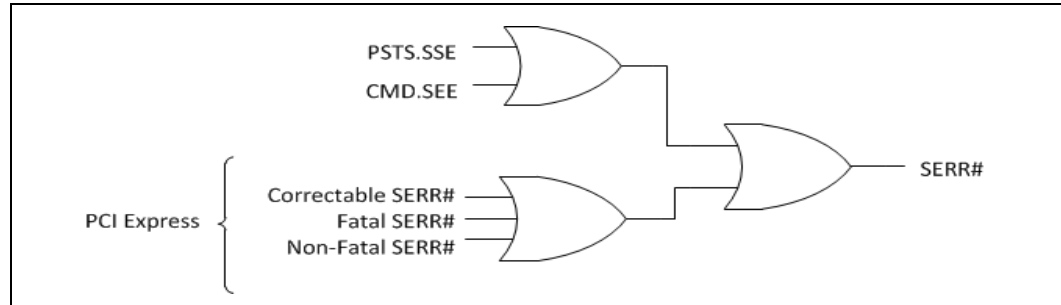 PSTS.SSE
CMD.SEE
SERR#
PCI Express
Correctable SERR#
Fatal SERR#
Non-Fatal SERR#